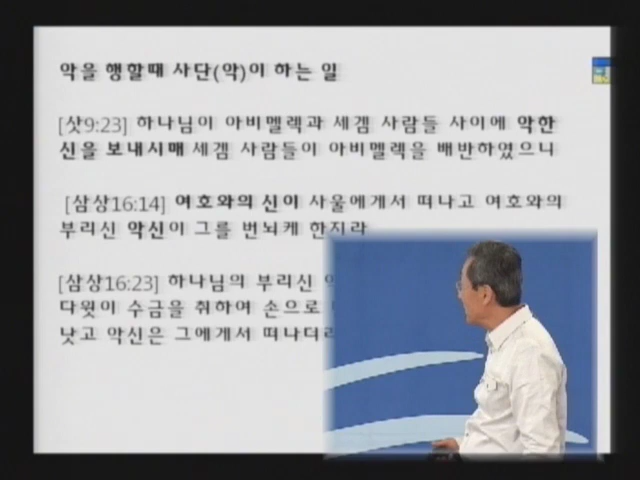 악을 행할때 사단(악)이 하는 일
[삿9:23] 하나님이 아비멜렉과 세겜 사람들 사이에 악한
신을 보내시매 세겜 사람들이 아비멜렉을 배반하였으니
[삼상16:14] 여호와의 신이 사울에게서 떠나고 여호와의
부리신 악신이 그를 번뇌케 한지라
[삼상16:23] 하나님의 부리신
다윗이 수금을 취하여 손으로
낫고 악신은 그에게서 떠나더라